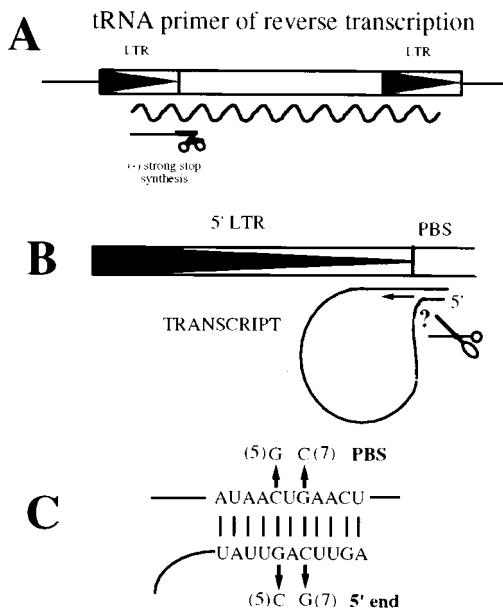 tRNA primer of reverse transcription
A
LTR LTR
(-) strong stop
synthesis
5' LTR PBS
B
5'
?
TRANSCRIPT
(5)G C(7) PBS
AUAACUGAACU
C
UAUUGACUUGA
(5)C G(7) 5' end